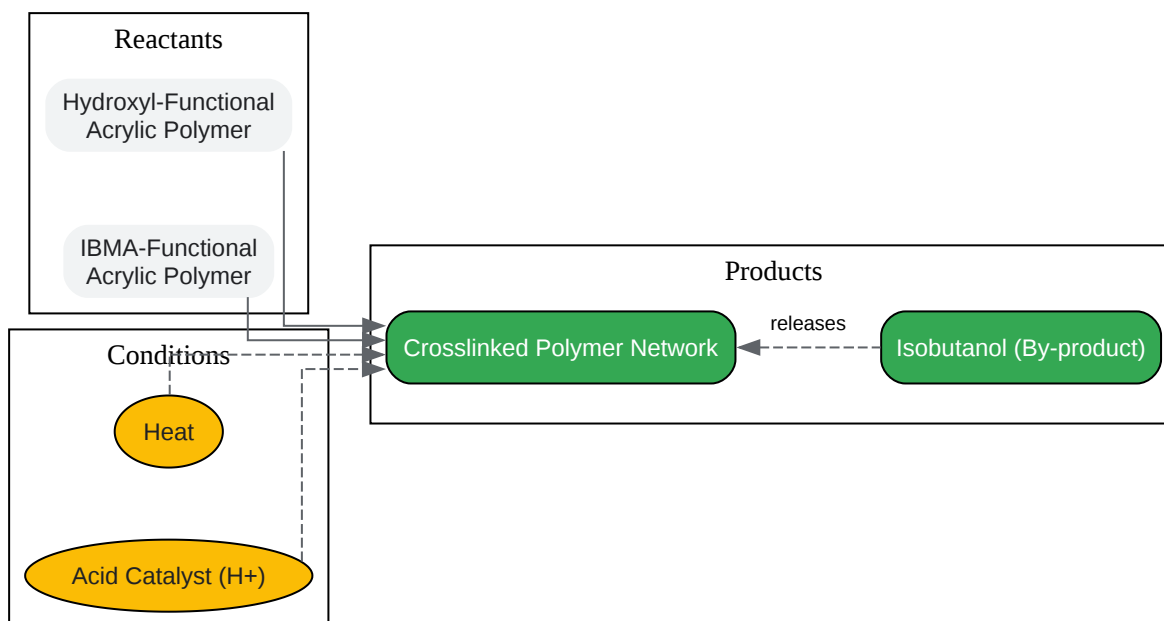 Reactants
Hydroxyl-Functional
Acrylic Polymer
IBMA-Functional
Acrylic Polymer
Products
Crosslinked Polymer Network
releases
Isobutanol (By-product)
Conditions
Heat
Acid Catalyst (H+)